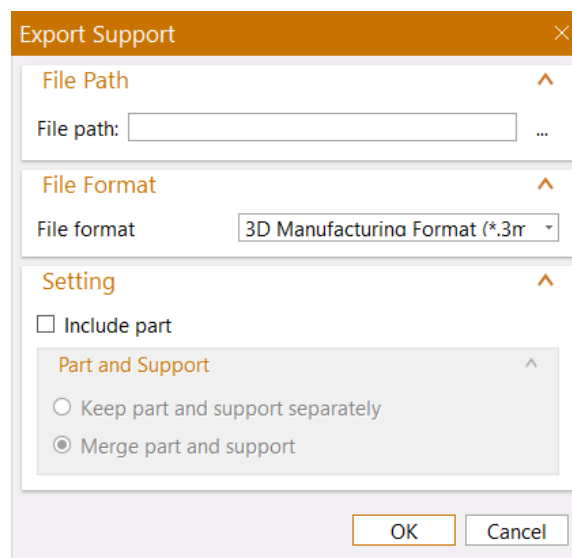 Export Support
File Path
File path:
...
File Format
File format
3D Manufacturing Format (*.3m
Setting
Include part
Part and Support
Keep part and support separately
Merge part and support
OK
Cancel